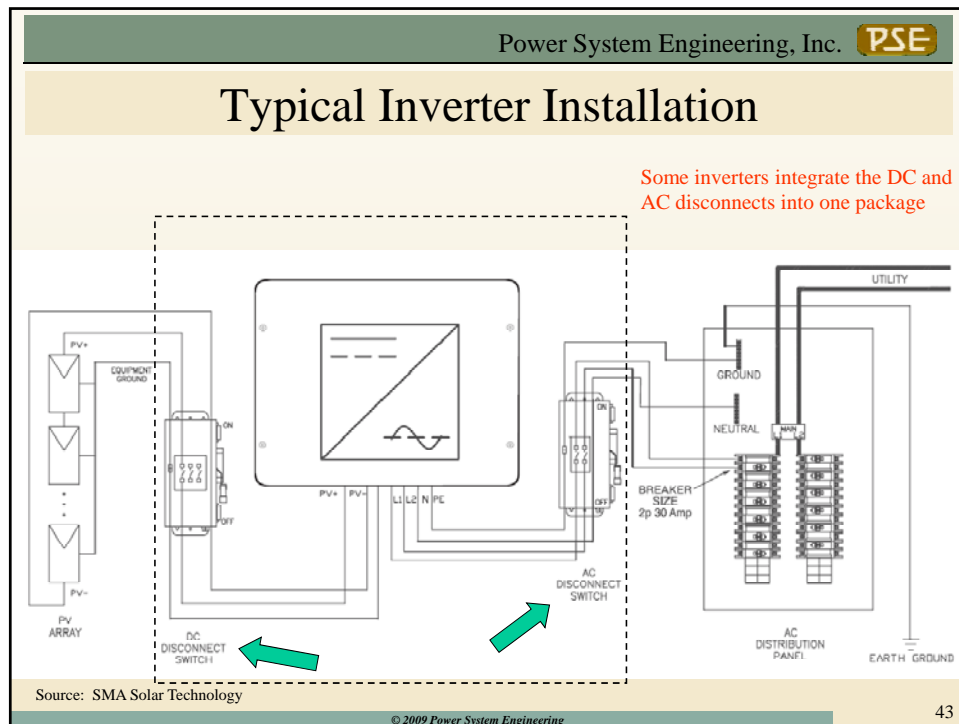 Power System Engineering, Inc. PSE
Typical Inverter Installation
Some inverters integrate the DC and
AC disconnects into one package
UTILITY
PV+
EQUIPMENT
GROUND
ON
OFF
PV+ PV-
L1 L2 N PE
ON
OFF
GROUND
NEUTRAL
MAIN
BREAKER
SIZE
2p 30 Amp
PV-
PV
ARRAY
DC
DISCONNECT
SWITCH
AC
DISCONNECT
SWITCH
AC
DISTRIBUTION
PANEL
EARTH GROUND
Source: SMA Solar Technology
© 2009 Power System Engineering
43